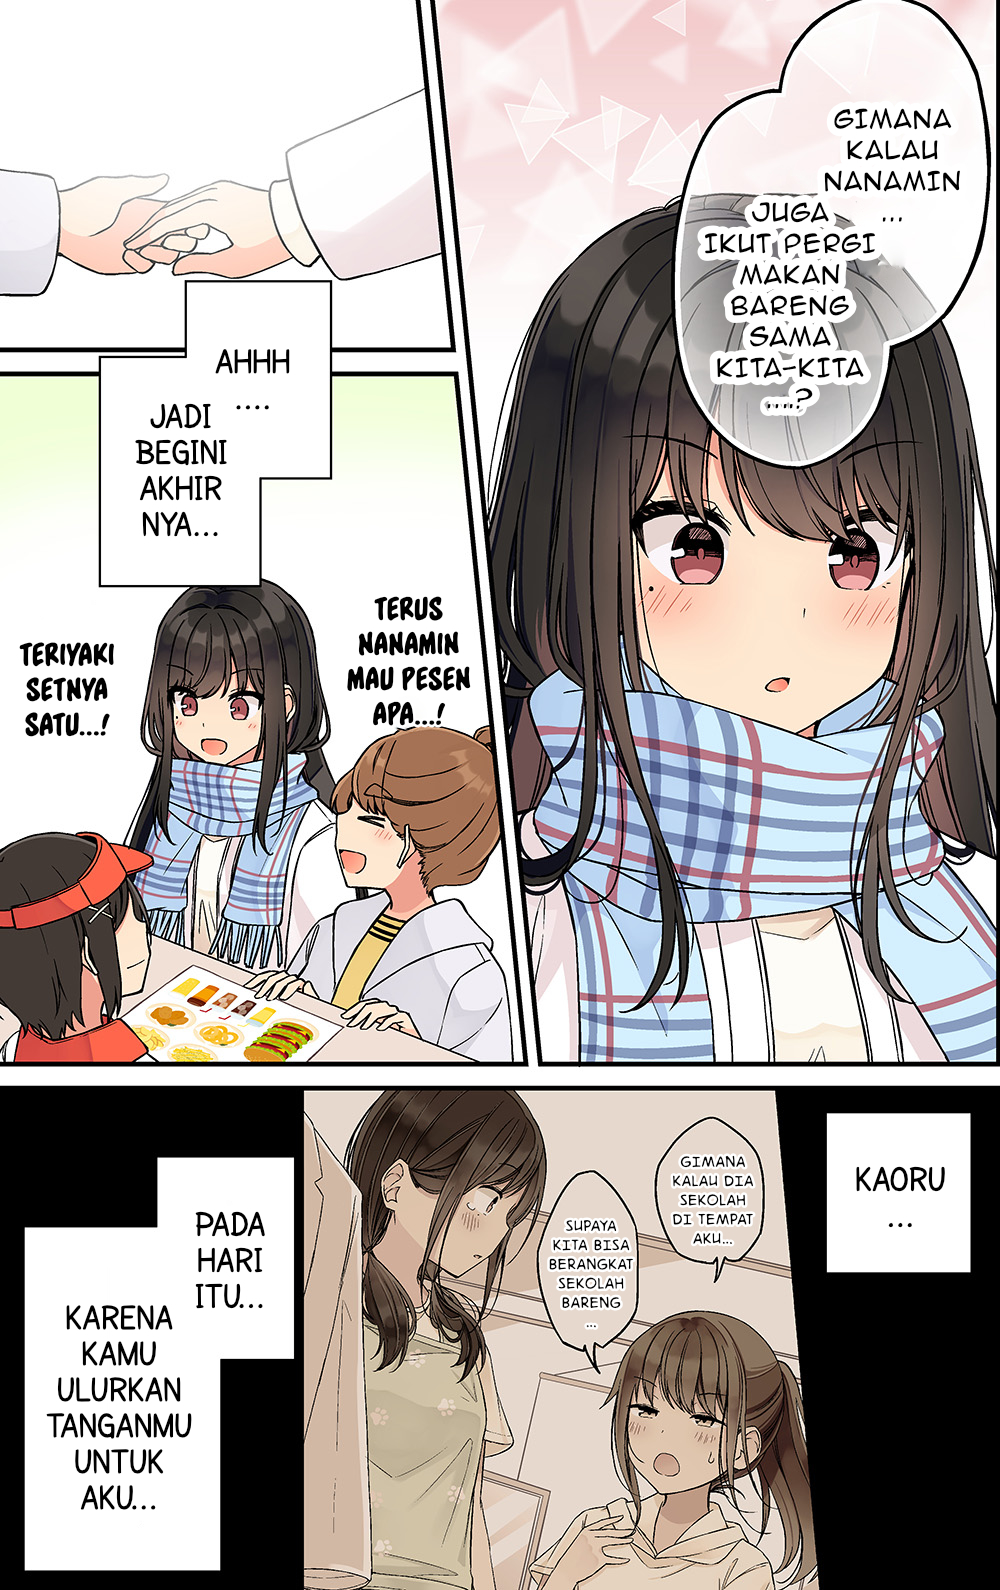 GIMANA
KALAU
NANAMIN
...
JUGA
IKUT PERGI
MAKAN
BARENG
SAMA
KITA-KITA
.....?
AHHH
....
JADI
BEGINI
AKHIR
NYA...
TERUS
NANAMIN
MAU PESEN
APA...!
TERIYAKI
SETNYA
SATU...!
KAORU
...
GIMANA
KALAU DIA
SEKOLAH
DI TEMPAT
AKU...
SUPAYA
KITA BISA
BERANGKAT
SEKOLAH
BARENG
...
PADA
HARI
ITU...
KARENA
KAMU
ULURKAN
TANGANMU
UNTUK
AKU...